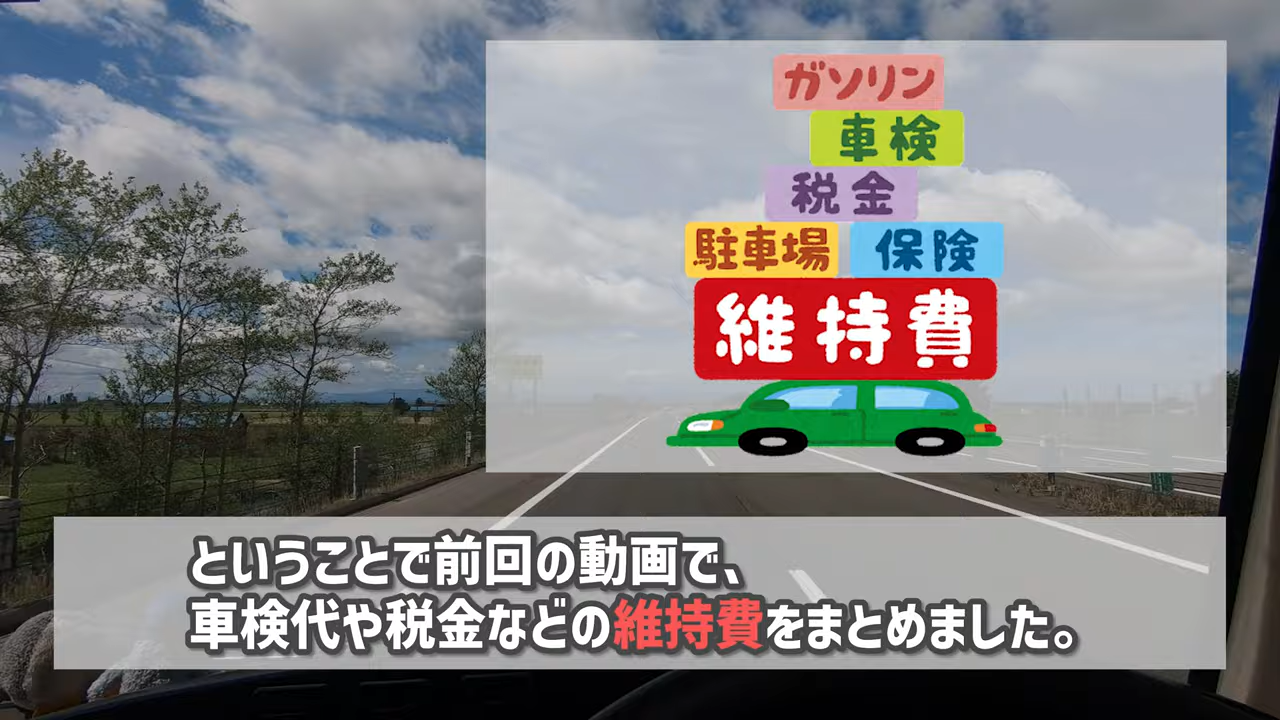 ガソリン
車検
税金
駐車場 保険
維持費
ということで前回の動画で、
車検代や税金などの維持費をまとめました。